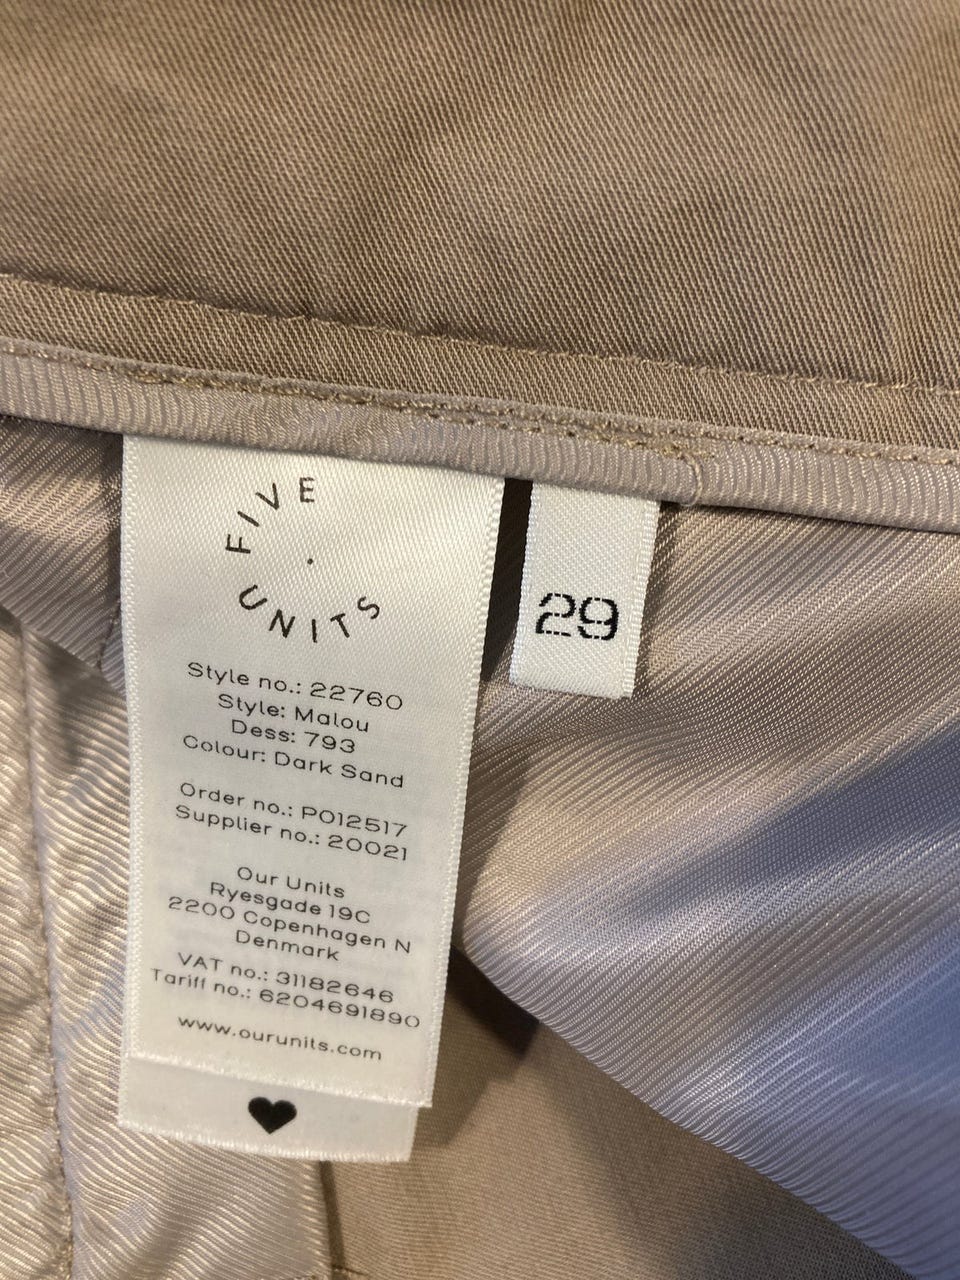 FIVE
UNITS
29
Style no.: 22760
Style: Malou
Dess: 793
Colour: Dark Sand
Order no.: PO12517
Supplier no.: 20021
Our Units
Ryesgade 19C
2200 Copenhagen N
Denmark
VAT no.: 31182646
Tariff no.: 6204691890
www.ourunits.com